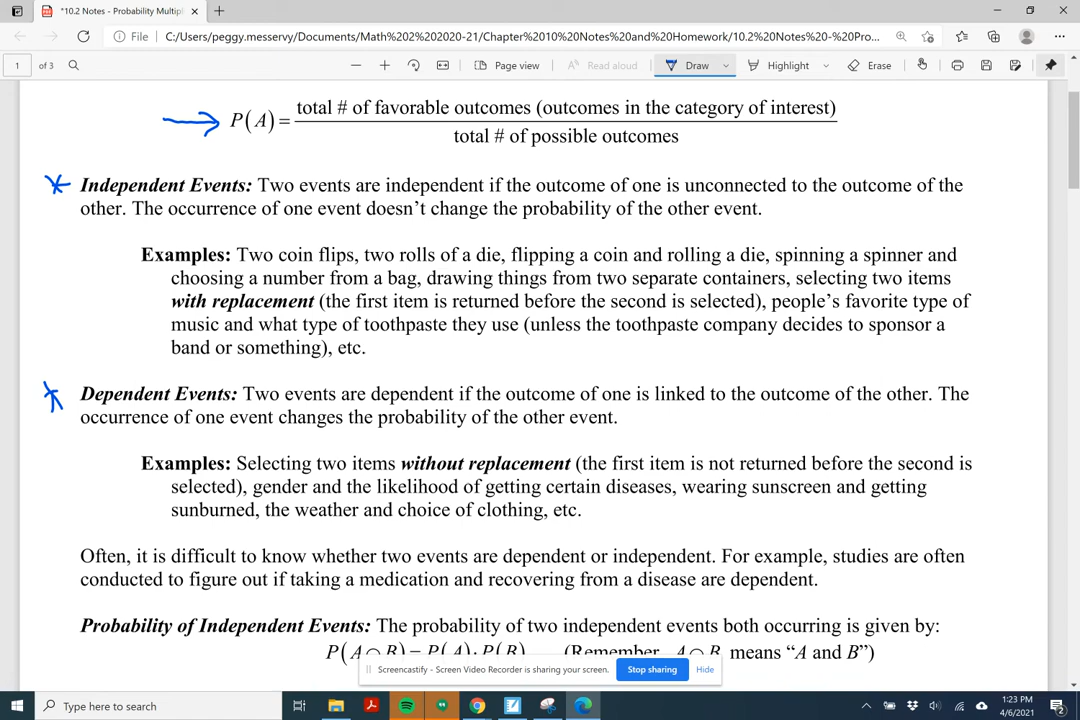 *10.2 Notes - Probability Multipl
File
C:/Users/peggy.messervy/Documents/Math%202%202020-21/Chapter%2010%20Notes%20and%20Homework/10.2%20Notes%20-%20Pro...
1 of 3
Page view
Read aloud
Draw
Highlight
Erase
P(A) = total # of favorable outcomes (outcomes in the category of interest)
total # of possible outcomes
Independent Events: Two events are independent if the outcome of one is unconnected to the outcome of the
other. The occurrence of one event doesn't change the probability of the other event.
Examples: Two coin flips, two rolls of a die, flipping a coin and rolling a die, spinning a spinner and
choosing a number from a bag, drawing things from two separate containers, selecting two items
with replacement (the first item is returned before the second is selected), people's favorite type of
music and what type of toothpaste they use (unless the toothpaste company decides to sponsor a
band or something), etc.
Dependent Events: Two events are dependent if the outcome of one is linked to the outcome of the other. The
occurrence of one event changes the probability of the other event.
Examples: Selecting two items without replacement (the first item is not returned before the second is
selected), gender and the likelihood of getting certain diseases, wearing sunscreen and getting
sunburned, the weather and choice of clothing, etc.
Often, it is difficult to know whether two events are dependent or independent. For example, studies are often
conducted to figure out if taking a medication and recovering from a disease are dependent.
Probability of Independent Events: The probability of two independent events both occurring is given by:
P(A∩B) = P(A)·P(B) (Remember, A∩B means "A and B")
Screencastify - Screen Video Recorder is sharing your screen.
Stop sharing
Hide
Type here to search
1:23 PM
4/6/2021
2